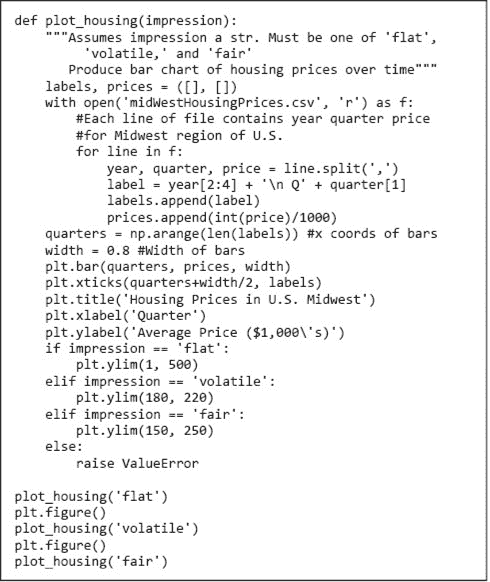 def plot_housing(impression):
    """Assumes impression a str. Must be one of 'flat',
         'volatile,' and 'fair'
       Produce bar chart of housing prices over time"""
    labels, prices = ([], [])
    with open('midWestHousingPrices.csv', 'r') as f:
        #Each line of file contains year quarter price
        #for Midwest region of U.S.
        for line in f:
            year, quarter, price = line.split(',')
            label = year[2:4] + '\n Q' + quarter[1]
            labels.append(label)
            prices.append(int(price)/1000)
    quarters = np.arange(len(labels)) #x coords of bars
    width = 0.8 #Width of bars
    plt.bar(quarters, prices, width)
    plt.xticks(quarters+width/2, labels)
    plt.title('Housing Prices in U.S. Midwest')
    plt.xlabel('Quarter')
    plt.ylabel('Average Price ($1,000\'s)')
    if impression == 'flat':
        plt.ylim(1, 500)
    elif impression == 'volatile':
        plt.ylim(180, 220)
    elif impression == 'fair':
        plt.ylim(150, 250)
    else:
        raise ValueError

plot_housing('flat')
plt.figure()
plot_housing('volatile')
plt.figure()
plot_housing('fair')